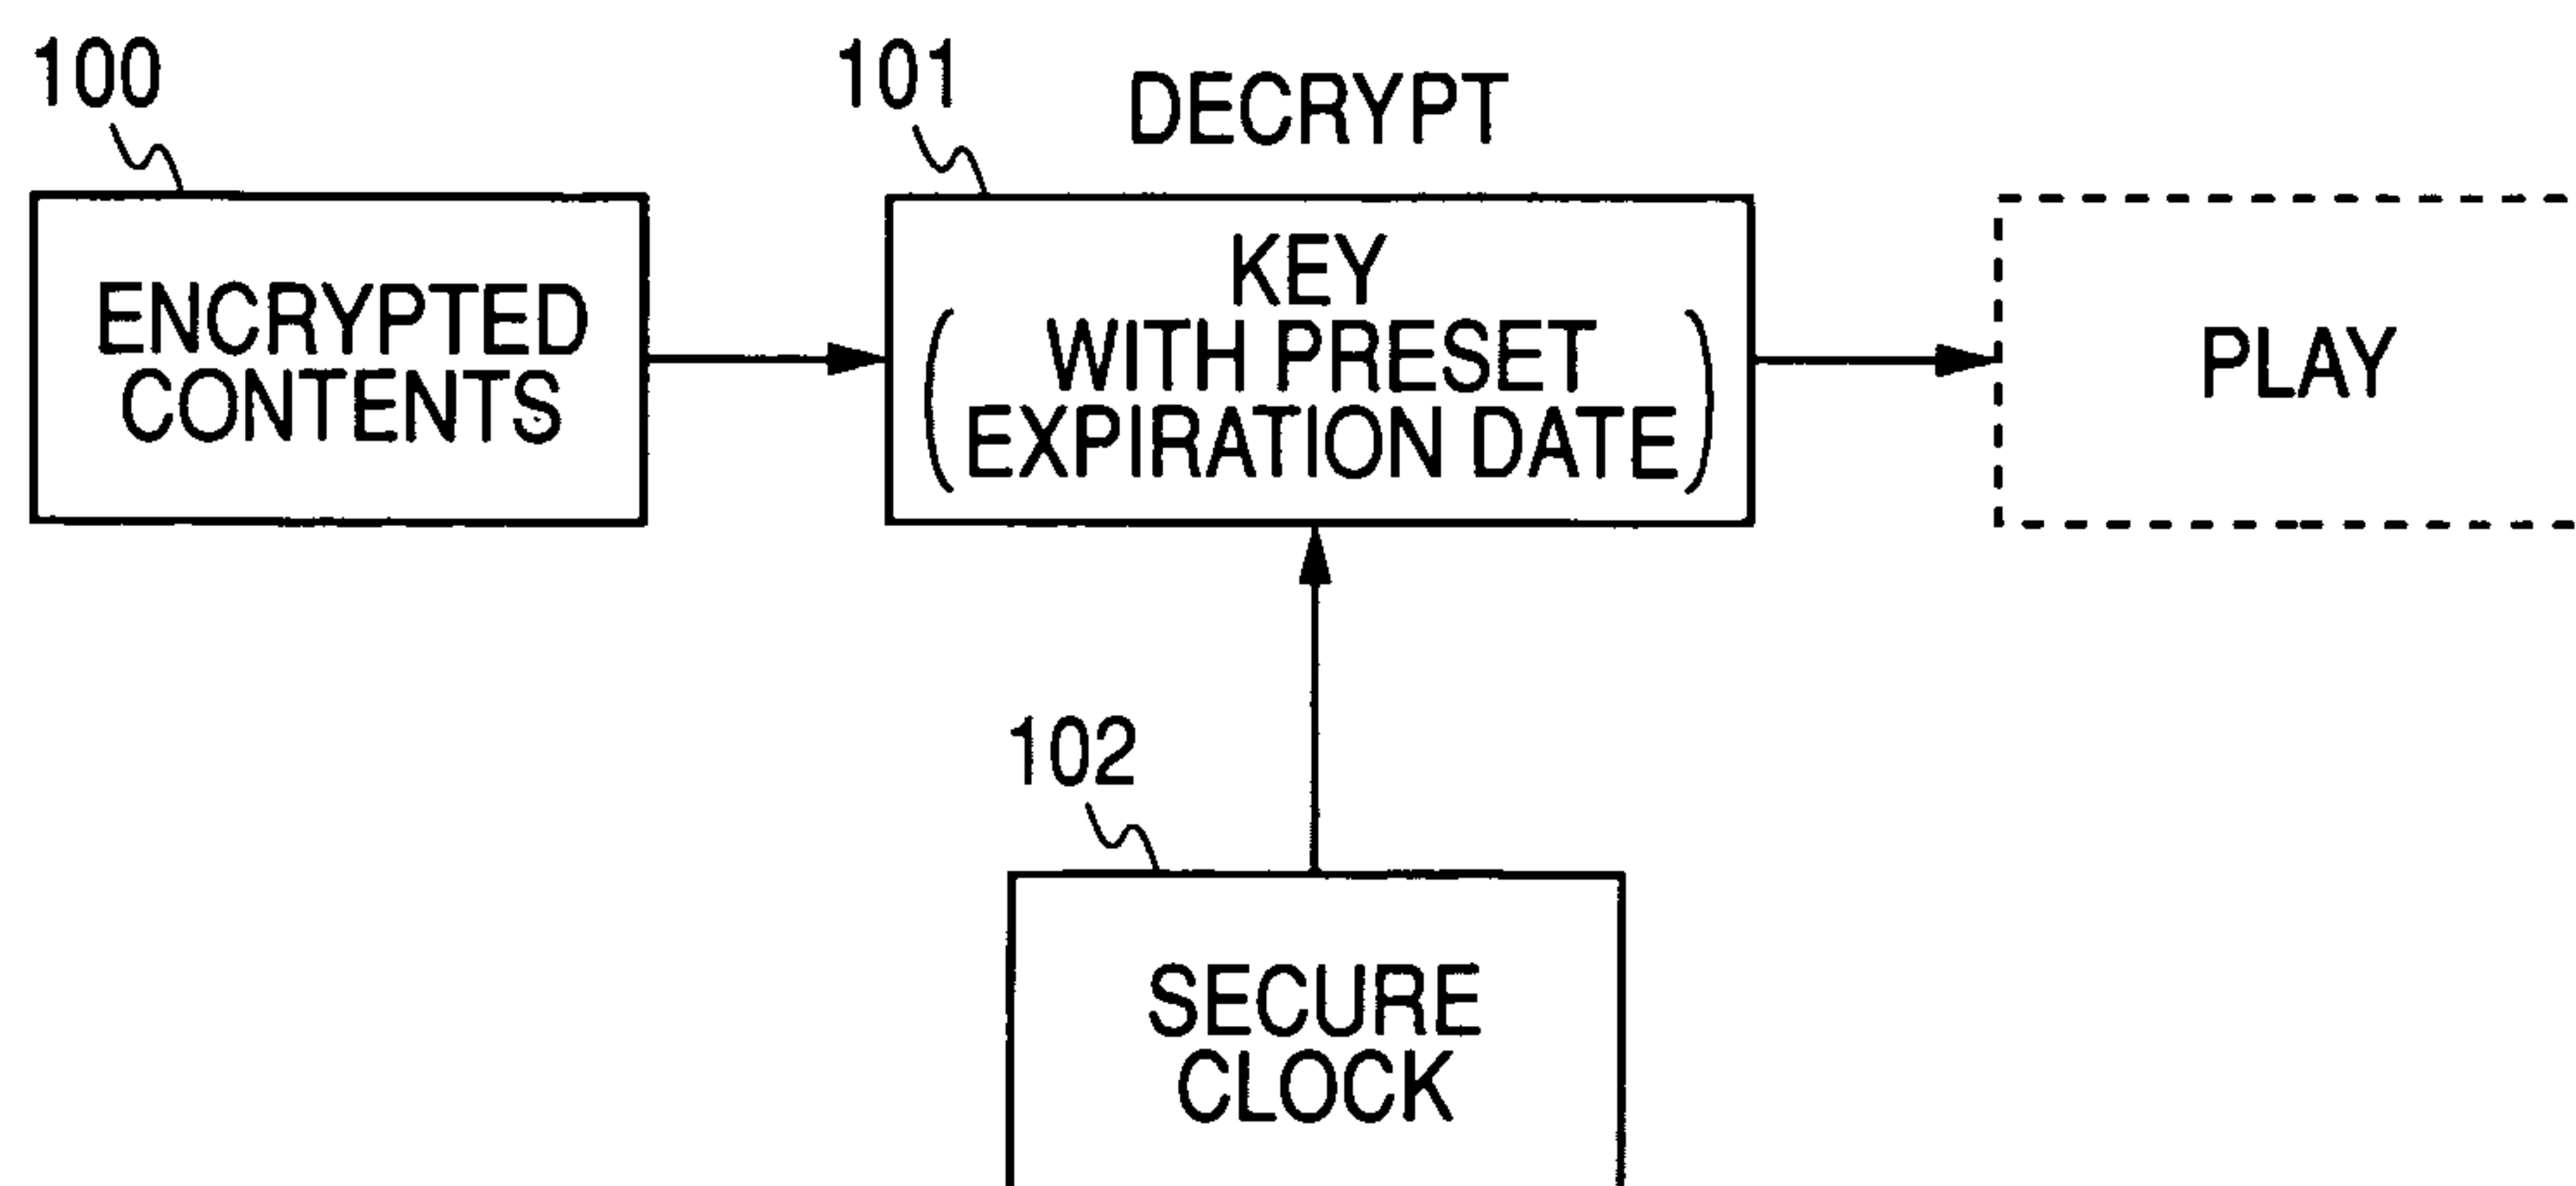 100
101
DECRYPT
ENCRYPTED
CONTENTS
KEY
(WITH PRESET
EXPIRATION DATE)
PLAY
102
SECURE
CLOCK